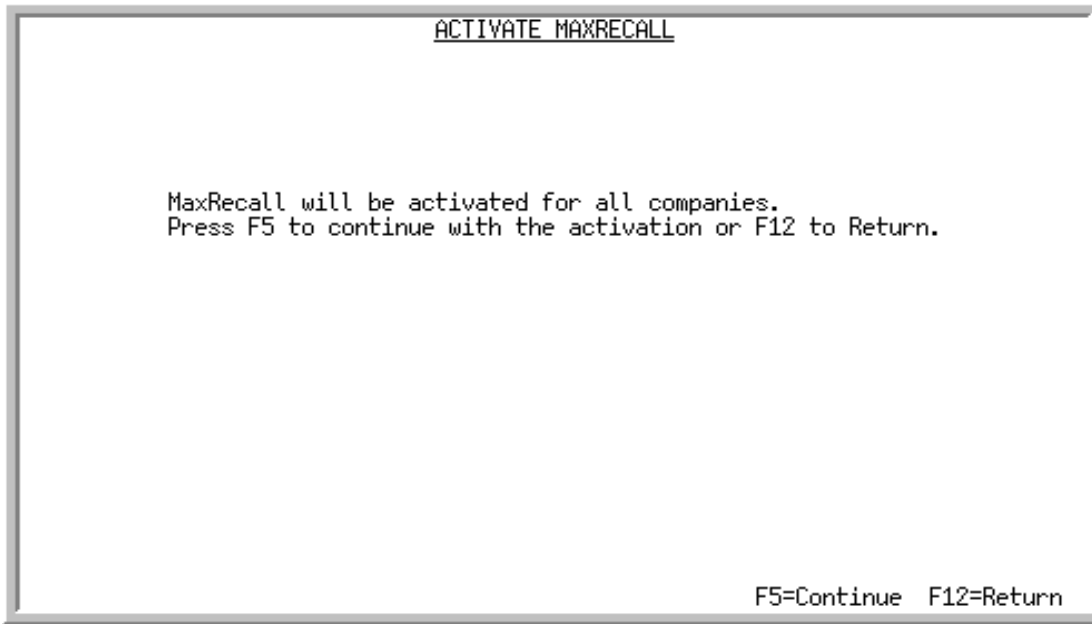 ACTIVATE MAXRECALL
MaxRecall will be activated for all companies.
Press F5 to continue with the activation or F12 to Return.
F5=Continue F12=Return